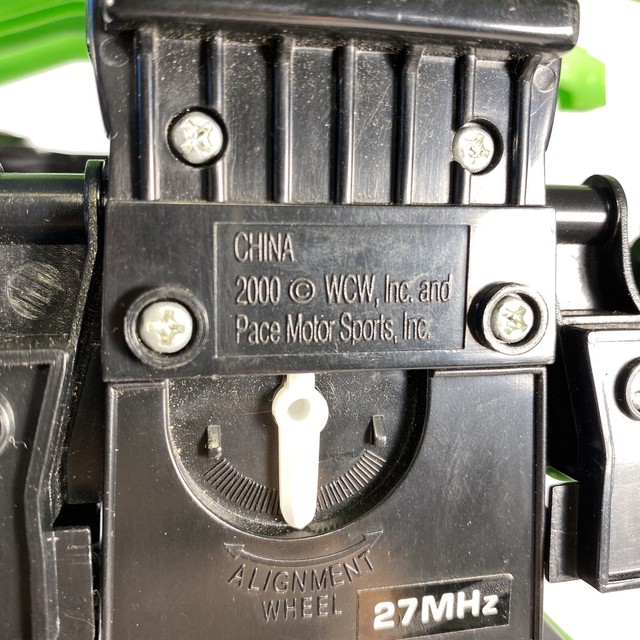 CHINA
2000 © WCW, Inc. and
Pace Motor Sports, Inc.
ALIGNMENT
WHEEL
27MHz